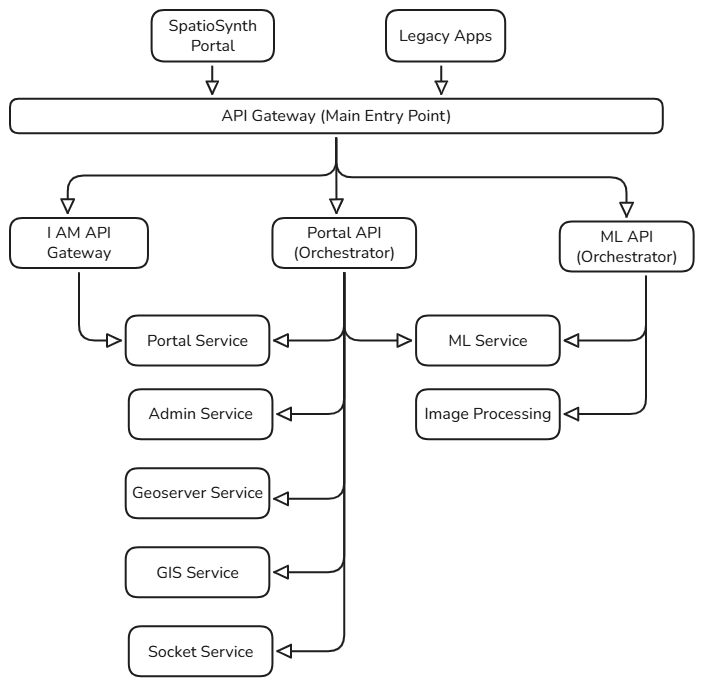 SpatioSynth
Portal
Legacy Apps
API Gateway (Main Entry Point)
I AM API
Gateway
Portal API
(Orchestrator)
ML API
(Orchestrator)
Portal Service
ML Service
Admin Service
Image Processing
Geoserver Service
GIS Service
Socket Service